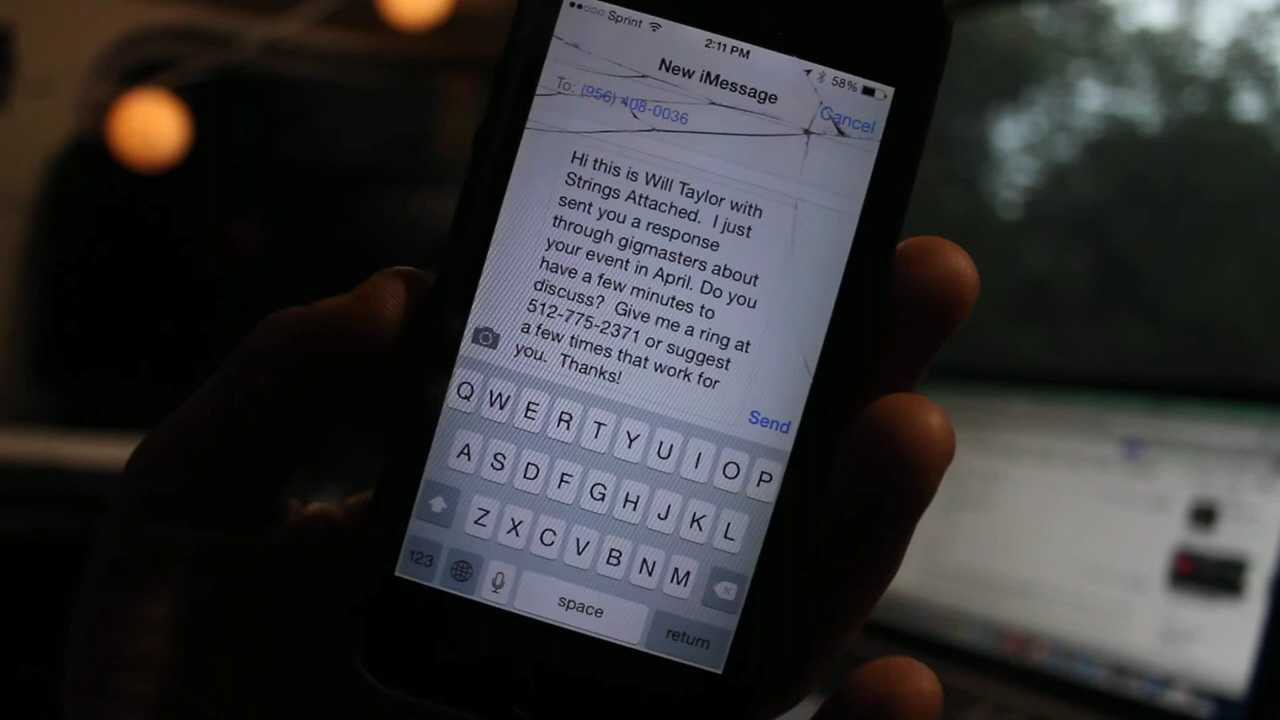 Sprint 2:11 PM 58%
New iMessage
To: (956) 408-0036 Cancel
Hi this is Will Taylor with
Strings Attached. I just
sent you a response
through gigmasters about
your event in April. Do you
have a few minutes to
discuss? Give me a ring at
512-775-2371 or suggest
a few times that work for
you. Thanks!
Send
Q W E R T Y U I O P
A S D F G H J K L
Z X C V B N M
123 space return